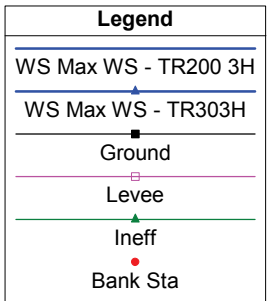 Legend
WS Max WS - TR200 3H
WS Max WS - TR303H
Ground
Levee
Ineff
Bank Sta